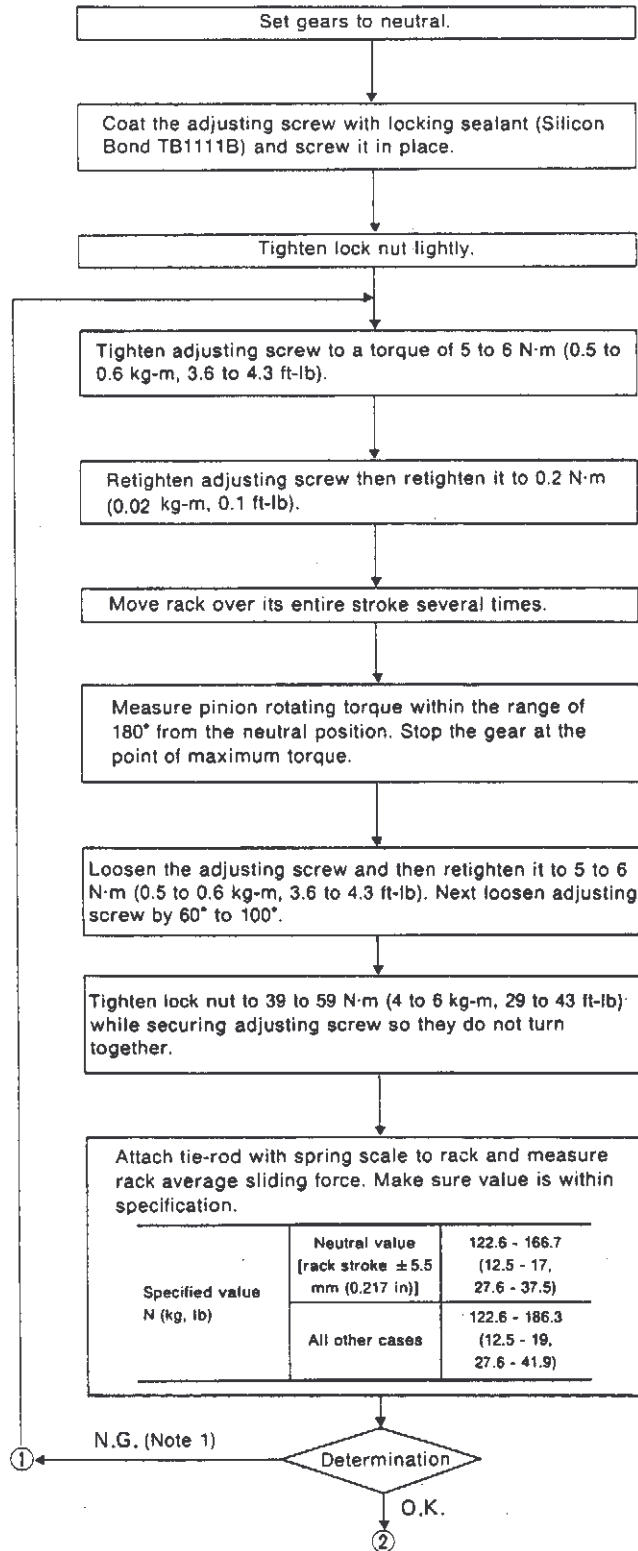 Set gears to neutral.
Coat the adjusting screw with locking sealant (Silicon
Bond TB1111B) and screw it in place.
Tighten lock nut lightly.
Tighten adjusting screw to a torque of 5 to 6 N·m (0.5 to
0.6 kg-m, 3.6 to 4.3 ft-lb).
Retighten adjusting screw then retighten it to 0.2 N·m
(0.02 kg-m, 0.1 ft-lb).
Move rack over its entire stroke several times.
Measure pinion rotating torque within the range of
180° from the neutral position. Stop the gear at the
point of maximum torque.
Loosen the adjusting screw and then retighten it to 5 to 6
N·m (0.5 to 0.6 kg-m, 3.6 to 4.3 ft-lb). Next loosen adjusting
screw by 60° to 100°.
Tighten lock nut to 39 to 59 N·m (4 to 6 kg-m, 29 to 43 ft-lb)
while securing adjusting screw so they do not turn
together.
Attach tie-rod with spring scale to rack and measure
rack average sliding force. Make sure value is within
specification.
Specified value
N (kg, lb)
Neutral value
[rack stroke ±5.5
mm (0.217 in)]
122.6 - 166.7
(12.5 - 17,
27.6 - 37.5)
All other cases
122.6 - 186.3
(12.5 - 19,
27.6 - 41.9)
N.G. (Note 1)
①
Determination
O.K.
②